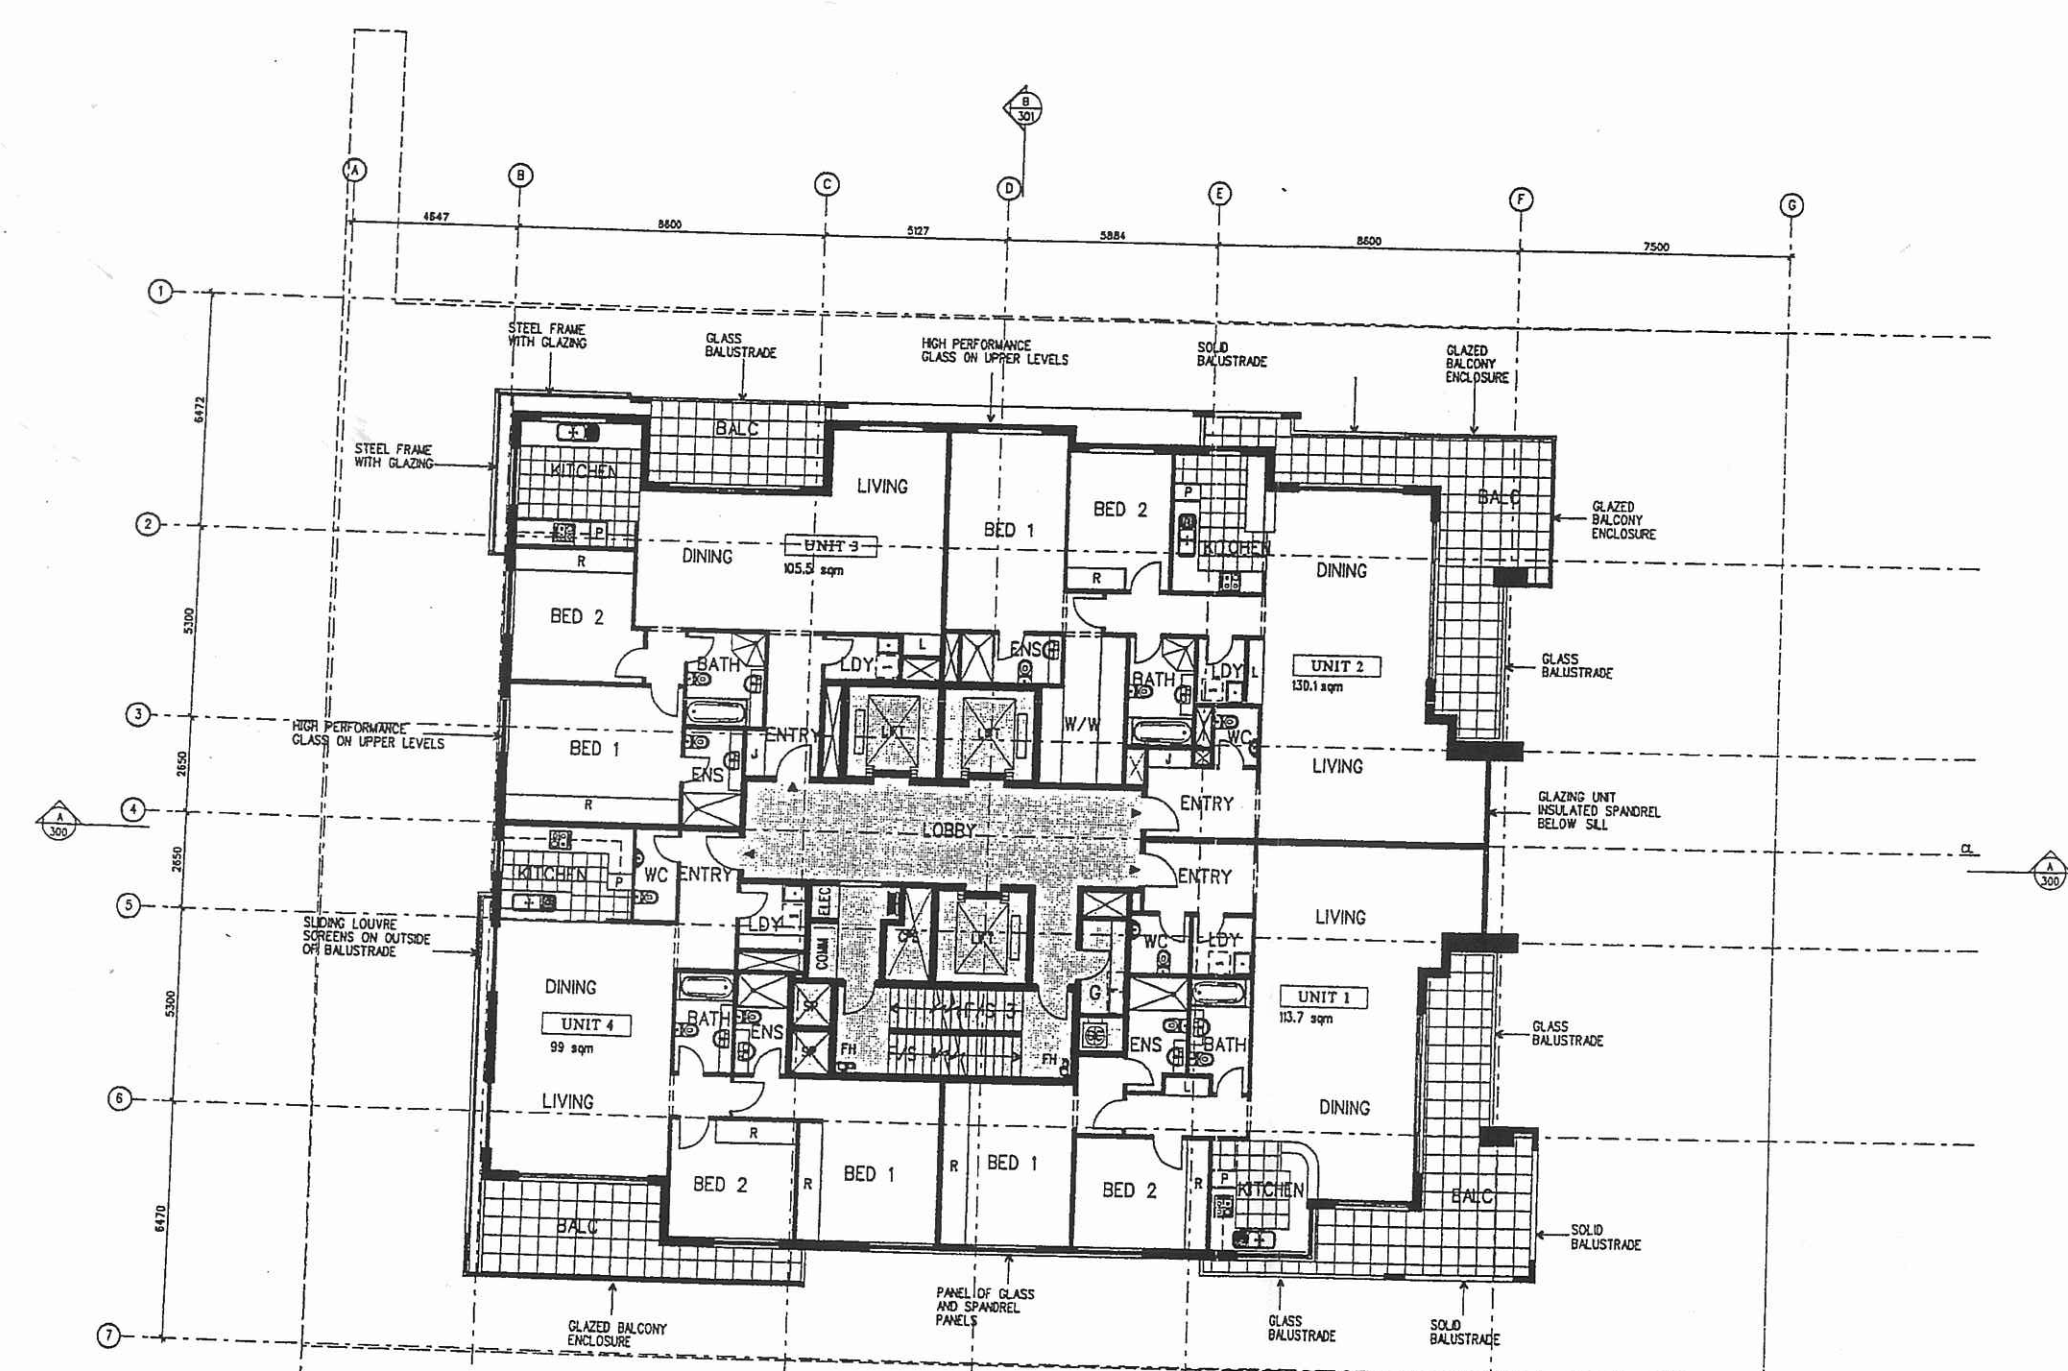 B
301
A
B
C
D
E
F
G
4547
8600
5127
5884
8600
7500
1
STEEL FRAME
WITH GLAZING
GLASS
BALUSTRADE
HIGH PERFORMANCE
GLASS ON UPPER LEVELS
SOLID
BALUSTRADE
GLAZED
BALCONY
ENCLOSURE
6472
STEEL FRAME
WITH GLAZING
BALC
KITCHEN
LIVING
BED 1
BED 2
P
BALC
GLAZED
BALCONY
ENCLOSURE
2
P
DINING
UNIT 3
105.5 sqm
KITCHEN
DINING
R
R
5300
BED 2
BATH
LDY
L
ENS
BATH
LDY
L
UNIT 2
130.1 sqm
GLASS
BALUSTRADE
3
HIGH PERFORMANCE
GLASS ON UPPER LEVELS
BED 1
ENTRY
LIFT
LIFT
W/W
WC
J
J
ENS
LIVING
2650
R
ENTRY
GLAZING UNIT
INSULATED SPANDREL
BELOW SILL
4
A
300
LOBBY
CL
A
300
2650
KITCHEN
P
WC
ENTRY
ENTRY
5
SLIDING LOUVRE
SCREENS ON OUTSIDE
OF BALUSTRADE
LDY
ELEC
COMM
LIFT
WC
LDY
LIVING
DINING
G
5300
UNIT 4
99 sqm
BATH
ENS
SP
SP
F/S 3
F/S 4
FH
FH
ENS
BATH
L
UNIT 1
113.7 sqm
GLASS
BALUSTRADE
6
LIVING
DINING
R
BED 2
R
BED 1
R
BED 1
BED 2
R
P
KITCHEN
BALC
6470
BALC
SOLID
BALUSTRADE
7
GLAZED BALCONY
ENCLOSURE
PANEL OF GLASS
AND SPANDREL
PANELS
GLASS
BALUSTRADE
SOLID
BALUSTRADE